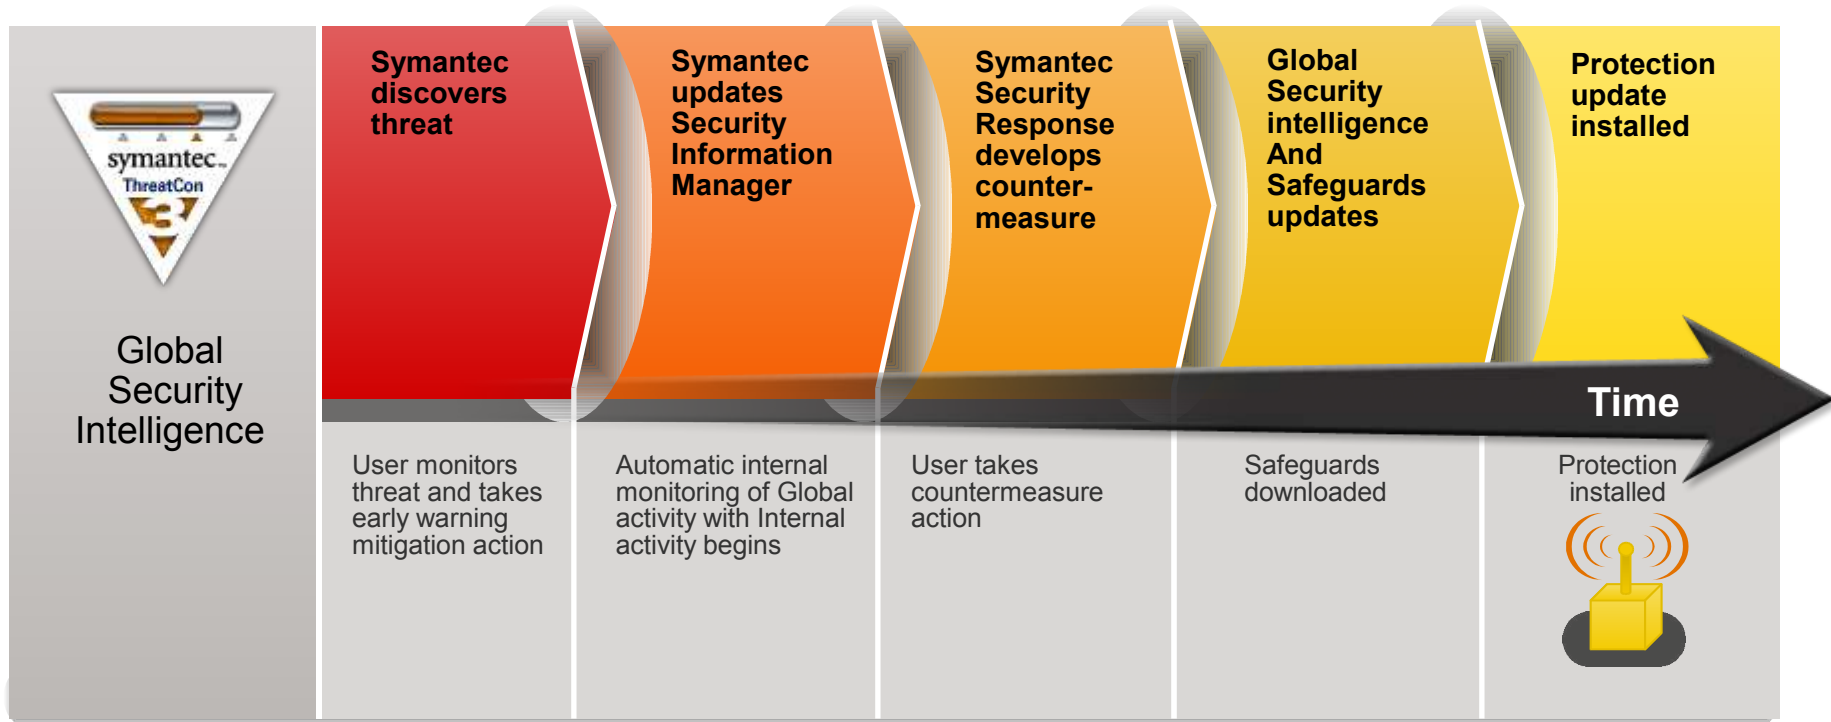 symantec™
ThreatCon
3
Global
Security
Intelligence
Symantec
discovers
threat
Symantec
updates
Security
Information
Manager
Symantec
Security
Response
develops
counter-
measure
Global
Security
intelligence
And
Safeguards
updates
Protection
update
installed
Time
User monitors
threat and takes
early warning
mitigation action
Automatic internal
monitoring of Global
activity with Internal
activity begins
User takes
countermeasure
action
Safeguards
downloaded
Protection
installed